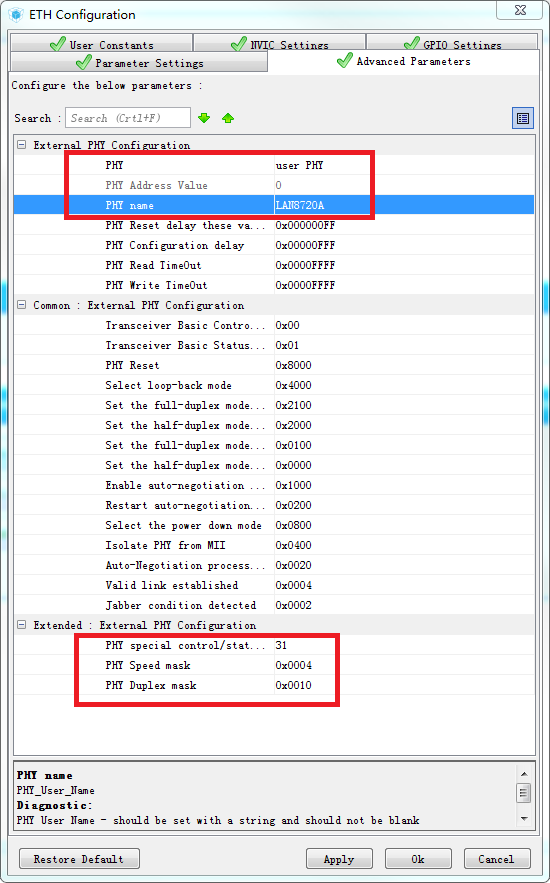 ETH Configuration
User Constants
NVIC Settings
GPIO Settings
Parameter Settings
Advanced Parameters
Configure the below parameters :
Search : Search (Crtl+F)
External PHY Configuration
PHY user PHY
PHY Address Value 0
PHY name LAN8720A
PHY Reset delay these va... 0x000000FF
PHY Configuration delay 0x00000FFF
PHY Read TimeOut 0x0000FFFF
PHY Write TimeOut 0x0000FFFF
Common : External PHY Configuration
Transceiver Basic Contro... 0x00
Transceiver Basic Status... 0x01
PHY Reset 0x8000
Select loop-back mode 0x4000
Set the full-duplex mode... 0x2100
Set the half-duplex mode... 0x2000
Set the full-duplex mode... 0x0100
Set the half-duplex mode... 0x0000
Enable auto-negotiation ... 0x1000
Restart auto-negotiation... 0x0200
Select the power down mode 0x0800
Isolate PHY from MII 0x0400
Auto-Negotiation process... 0x0020
Valid link established 0x0004
Jabber condition detected 0x0002
Extended : External PHY Configuration
PHY special control/stat... 31
PHY Speed mask 0x0004
PHY Duplex mask 0x0010
PHY name
PHY_User_Name
Diagnostic:
PHY User Name - should be set with a string and should not be blank
Restore Default
Apply
Ok
Cancel